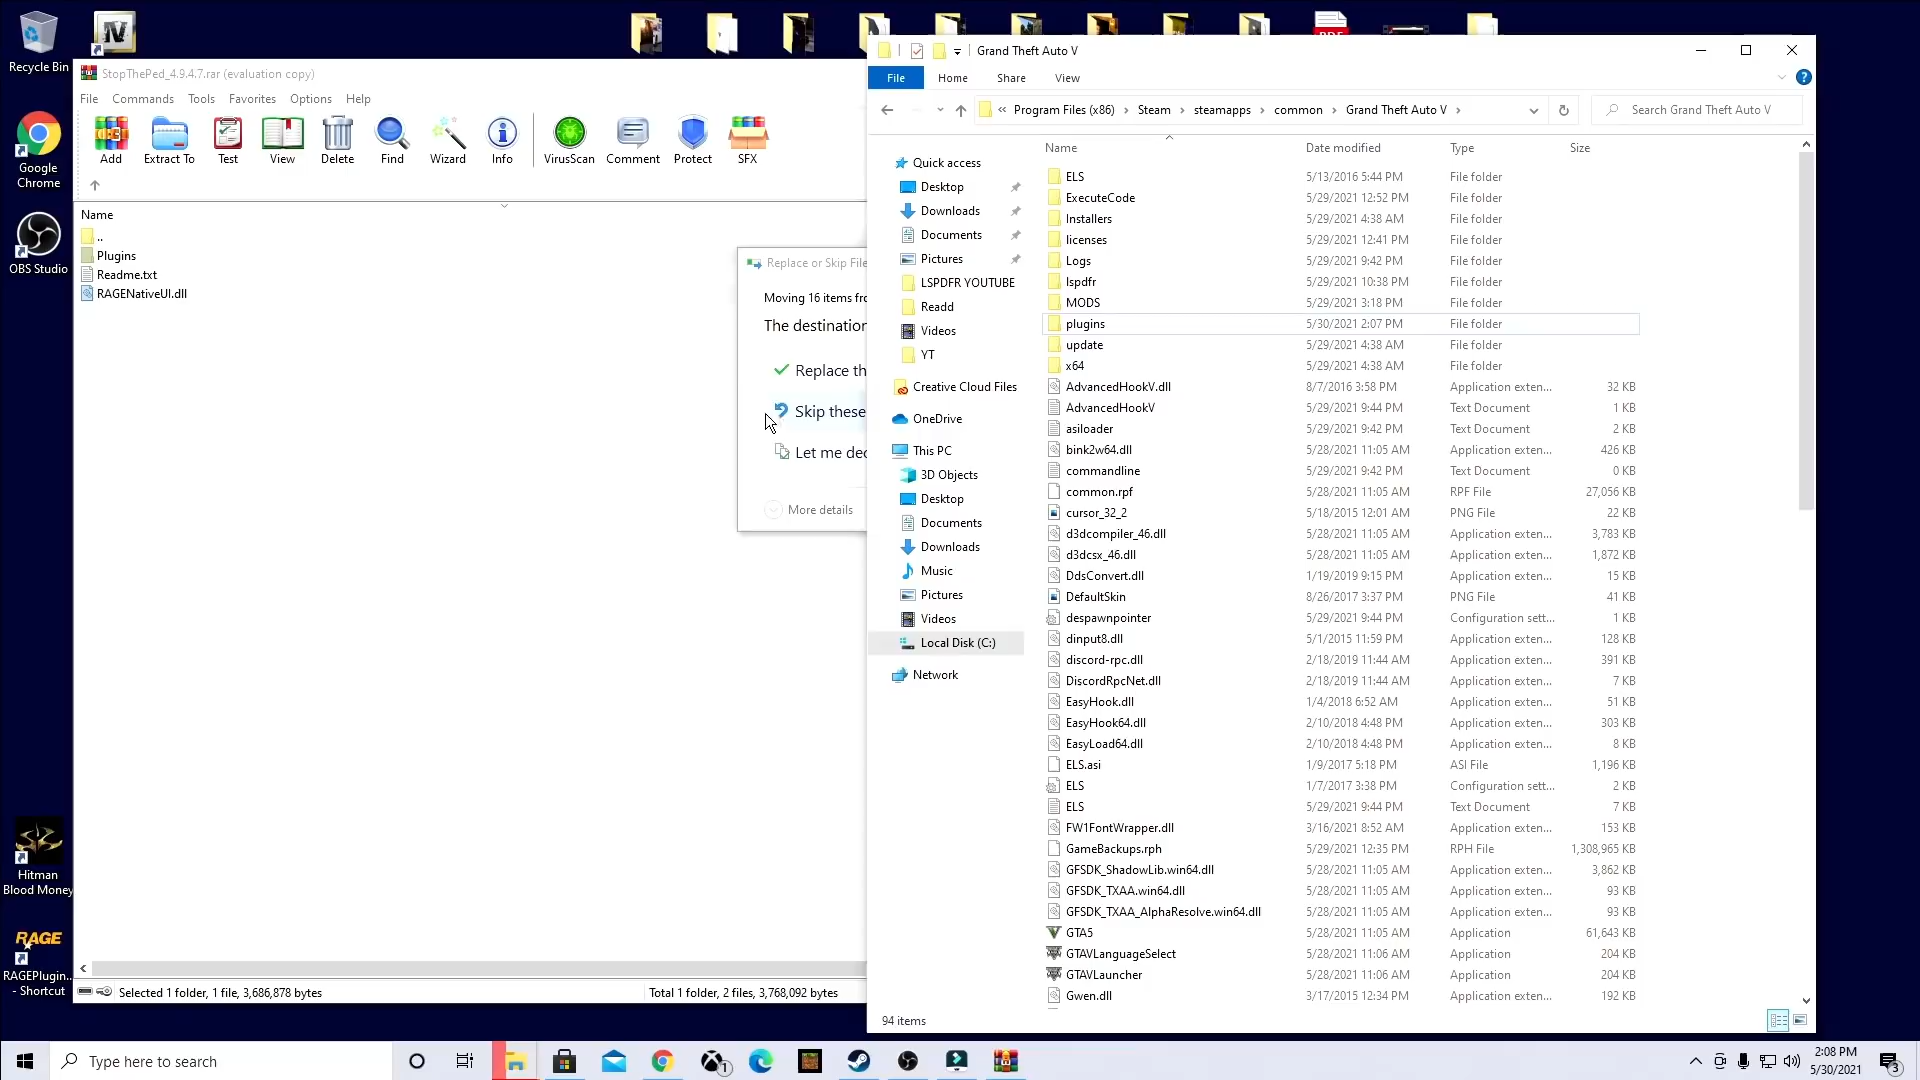 Recycle Bin
Google Chrome
OBS Studio
Hitman Blood Money
RAGE
RAGEPlugin... - Shortcut
PDF
StopThePed_4.9.4.7.rar (evaluation copy)
File Commands Tools Favorites Options Help
Add Extract To Test View Delete Find Wizard Info VirusScan Comment Protect SFX
Name
..
Plugins
Readme.txt
RAGENativeUI.dll
Selected 1 folder, 1 file, 3,686,878 bytes
Total 1 folder, 2 files, 3,768,092 bytes
Replace or Skip File
Moving 16 items fro
The destination
Replace th
Skip these
Let me dec
More details
Grand Theft Auto V
File Home Share View
« Program Files (x86) > Steam > steamapps > common > Grand Theft Auto V >
Search Grand Theft Auto V
Quick access
Desktop
Downloads
Documents
Pictures
LSPDFR YOUTUBE
Readd
Videos
YT
Creative Cloud Files
OneDrive
This PC
3D Objects
Desktop
Documents
Downloads
Music
Pictures
Videos
Local Disk (C:)
Network
Name Date modified Type Size
ELS 5/13/2016 5:44 PM File folder
ExecuteCode 5/29/2021 12:52 PM File folder
Installers 5/29/2021 4:38 AM File folder
licenses 5/29/2021 12:41 PM File folder
Logs 5/29/2021 9:42 PM File folder
lspdfr 5/29/2021 10:38 PM File folder
MODS 5/29/2021 3:18 PM File folder
plugins 5/30/2021 2:07 PM File folder
update 5/29/2021 4:38 AM File folder
x64 5/29/2021 4:38 AM File folder
AdvancedHookV.dll 8/7/2016 3:58 PM Application exten... 32 KB
AdvancedHookV 5/29/2021 9:44 PM Text Document 1 KB
asiloader 5/29/2021 9:42 PM Text Document 2 KB
bink2w64.dll 5/28/2021 11:05 AM Application exten... 426 KB
commandline 5/29/2021 9:42 PM Text Document 0 KB
common.rpf 5/28/2021 11:05 AM RPF File 27,056 KB
cursor_32_2 5/18/2015 12:01 AM PNG File 22 KB
d3dcompiler_46.dll 5/28/2021 11:05 AM Application exten... 3,783 KB
d3dcsx_46.dll 5/28/2021 11:05 AM Application exten... 1,872 KB
DdsConvert.dll 1/19/2019 9:15 PM Application exten... 15 KB
DefaultSkin 8/26/2017 3:37 PM PNG File 41 KB
despawnpointer 5/29/2021 9:44 PM Configuration sett... 1 KB
dinput8.dll 5/1/2015 11:59 PM Application exten... 128 KB
discord-rpc.dll 2/18/2019 11:44 AM Application exten... 391 KB
DiscordRpcNet.dll 2/18/2019 11:44 AM Application exten... 7 KB
EasyHook.dll 1/4/2018 6:52 AM Application exten... 51 KB
EasyHook64.dll 2/10/2018 4:48 PM Application exten... 303 KB
EasyLoad64.dll 2/10/2018 4:48 PM Application exten... 8 KB
ELS.asi 1/9/2017 5:18 PM ASI File 1,196 KB
ELS 1/7/2017 3:38 PM Configuration sett... 2 KB
ELS 5/29/2021 9:44 PM Text Document 7 KB
FW1FontWrapper.dll 3/16/2021 8:52 AM Application exten... 153 KB
GameBackups.rph 5/29/2021 12:35 PM RPH File 1,308,965 KB
GFSDK_ShadowLib.win64.dll 5/28/2021 11:05 AM Application exten... 3,862 KB
GFSDK_TXAA.win64.dll 5/28/2021 11:05 AM Application exten... 93 KB
GFSDK_TXAA_AlphaResolve.win64.dll 5/28/2021 11:05 AM Application exten... 93 KB
GTA5 5/28/2021 11:05 AM Application 61,643 KB
GTAVLanguageSelect 5/28/2021 11:06 AM Application 204 KB
GTAVLauncher 5/28/2021 11:06 AM Application 204 KB
Gwen.dll 3/17/2015 12:34 PM Application exten... 192 KB
94 items
Type here to search
1
2:08 PM
5/30/2021
3